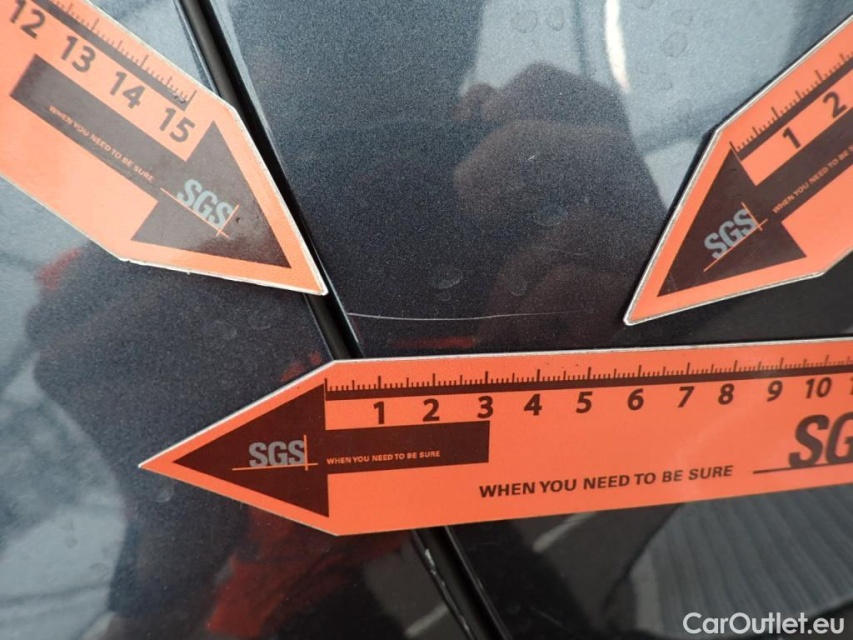 12 13 14 15
WHEN YOU NEED TO BE SURE
SGS
1 2
WHEN YOU NEED TO BE
SGS
1 2 3 4 5 6 7 8 9 10
SGS
WHEN YOU NEED TO BE SURE
WHEN YOU NEED TO BE SURE
SG
CarOutlet.eu